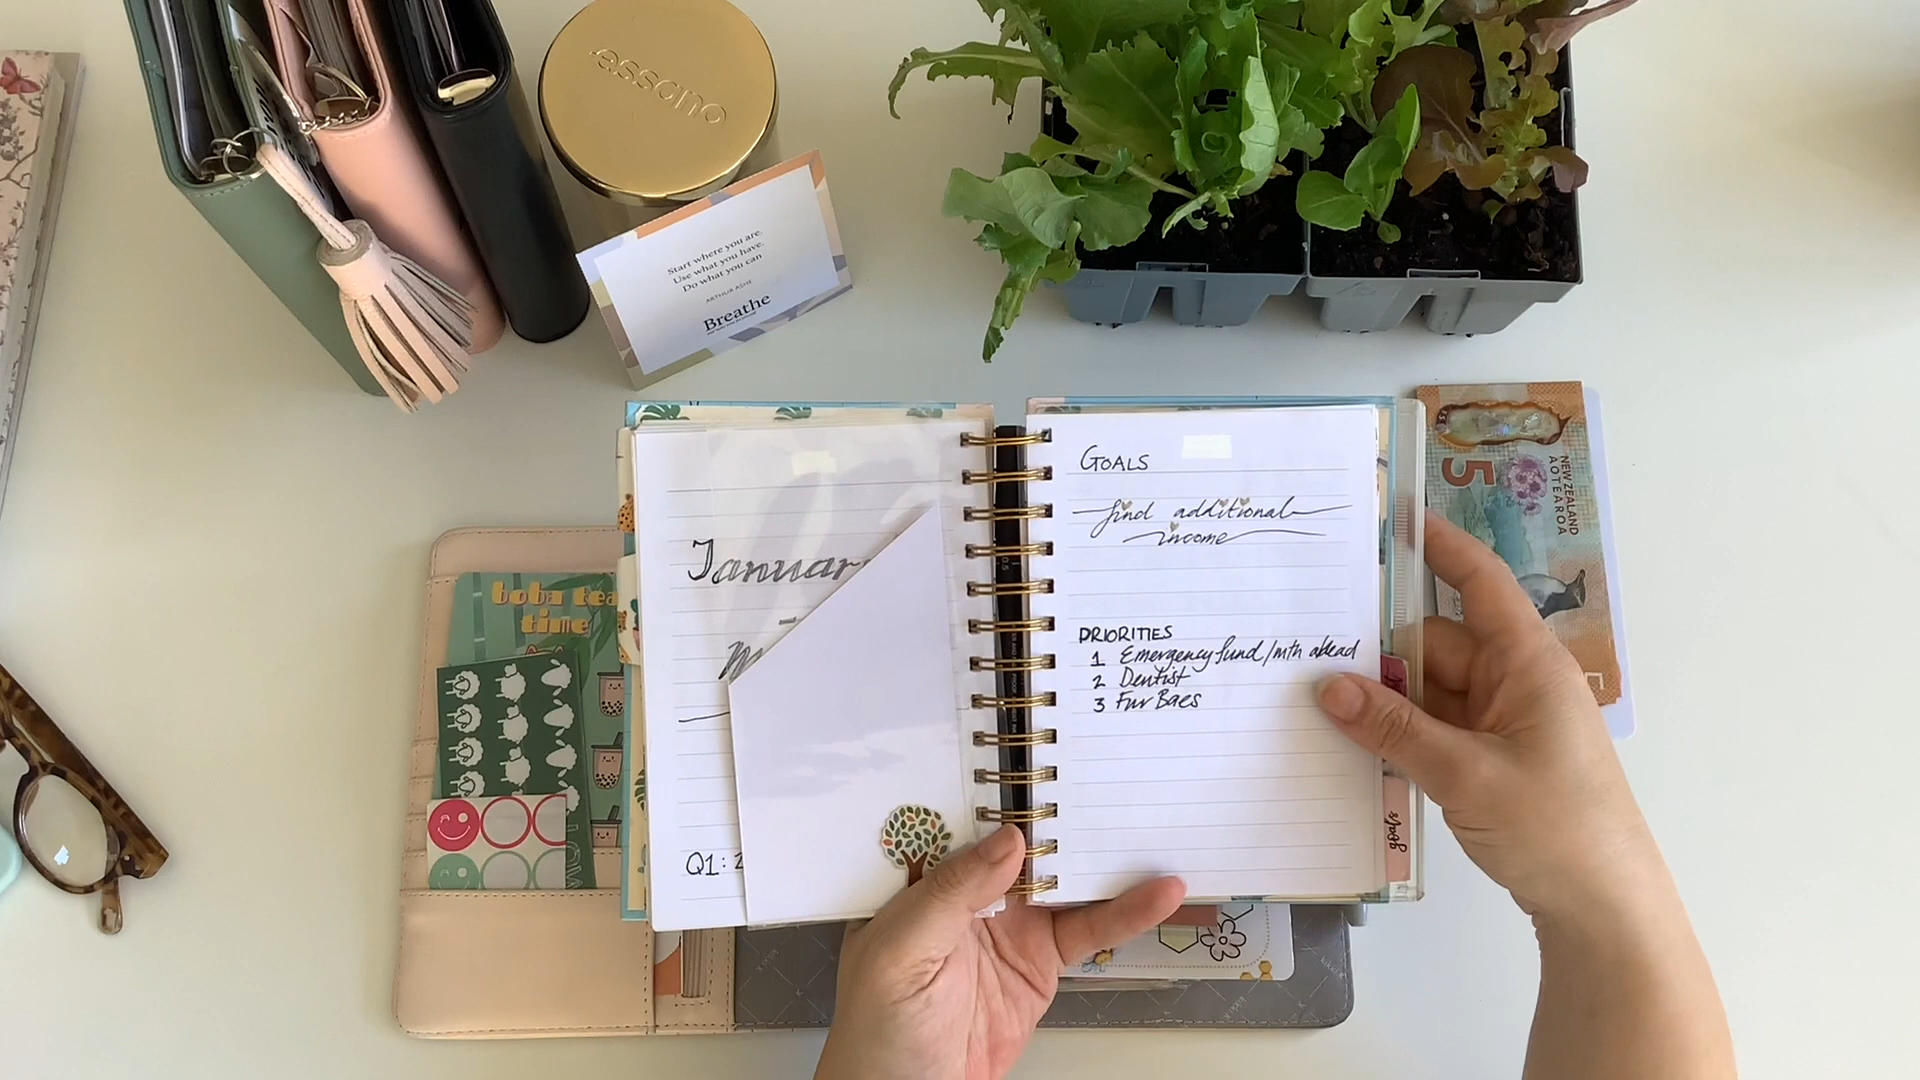 essano
Start where you are.
Use what you have.
Do what you can
ARTHUR ASHE
Breathe
boba tea
time
Januar
Q1:
GOALS
find additional
income
PRIORITIES
1 Emergency fund/mth ahead
2 Dentist
3 Fur Baes
goals
5
NEW ZEALAND
AOTEAROA